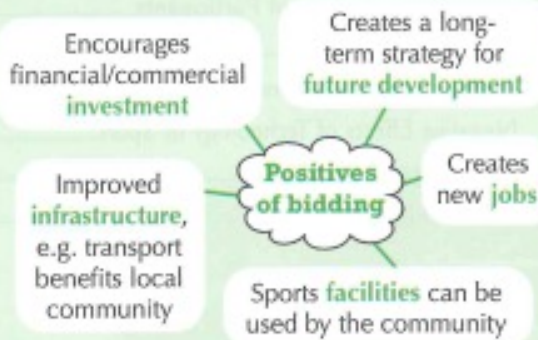 Encourages
financial/commercial
investment
Creates a long-
term strategy for
future development
Positives
of bidding
Improved
infrastructure,
e.g. transport
benefits local
community
Creates
new jobs
Sports facilities can be
used by the community